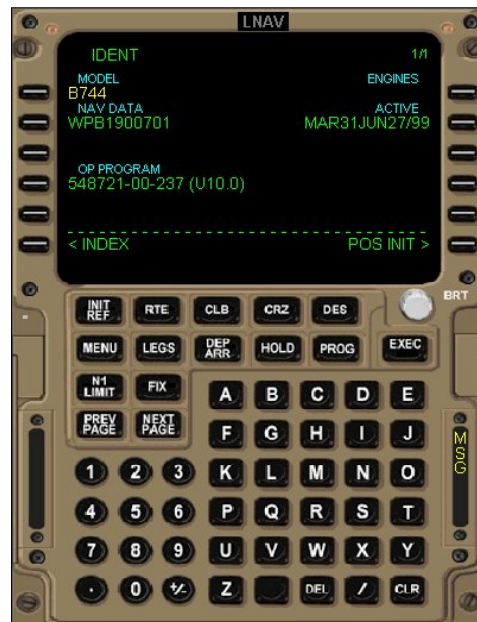 LNAV
IDENT 1/1
MODEL ENGINES
B744
NAV DATA ACTIVE
WPB1900701 MAR31JUN27/99
OP PROGRAM
548721-00-237 (U10.0)
< INDEX POS INIT >
BRT
INIT REF RTE CLB CRZ DES
MENU LEGS DEP ARR HOLD PROG EXEC
N1 LIMIT FIX
PREV PAGE NEXT PAGE
A B C D E
F G H I J
1 2 3 K L M N O
4 5 6 P Q R S T
7 8 9 U V W X Y
. 0 +/- Z DEL / CLR
MSG